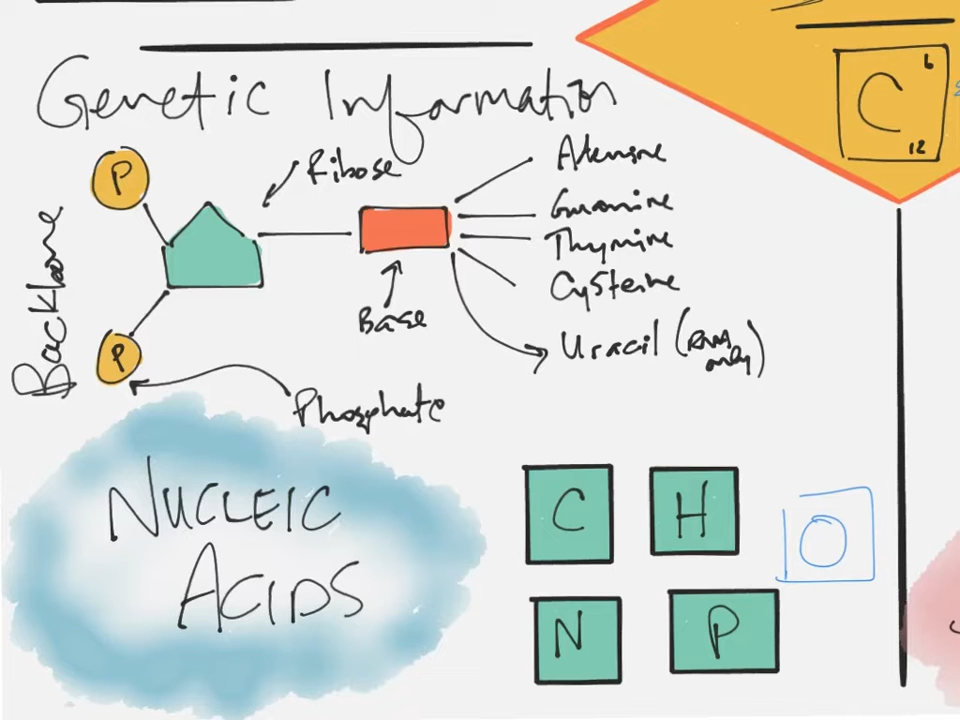 Genetic Information
C
6
12
P
Ribose
Adenine
Guanine
Thymine
Cysteine
Uracil (RNA only)
Base
Backbone
P
Phosphate
NUCLEIC
ACIDS
C
H
O
N
P